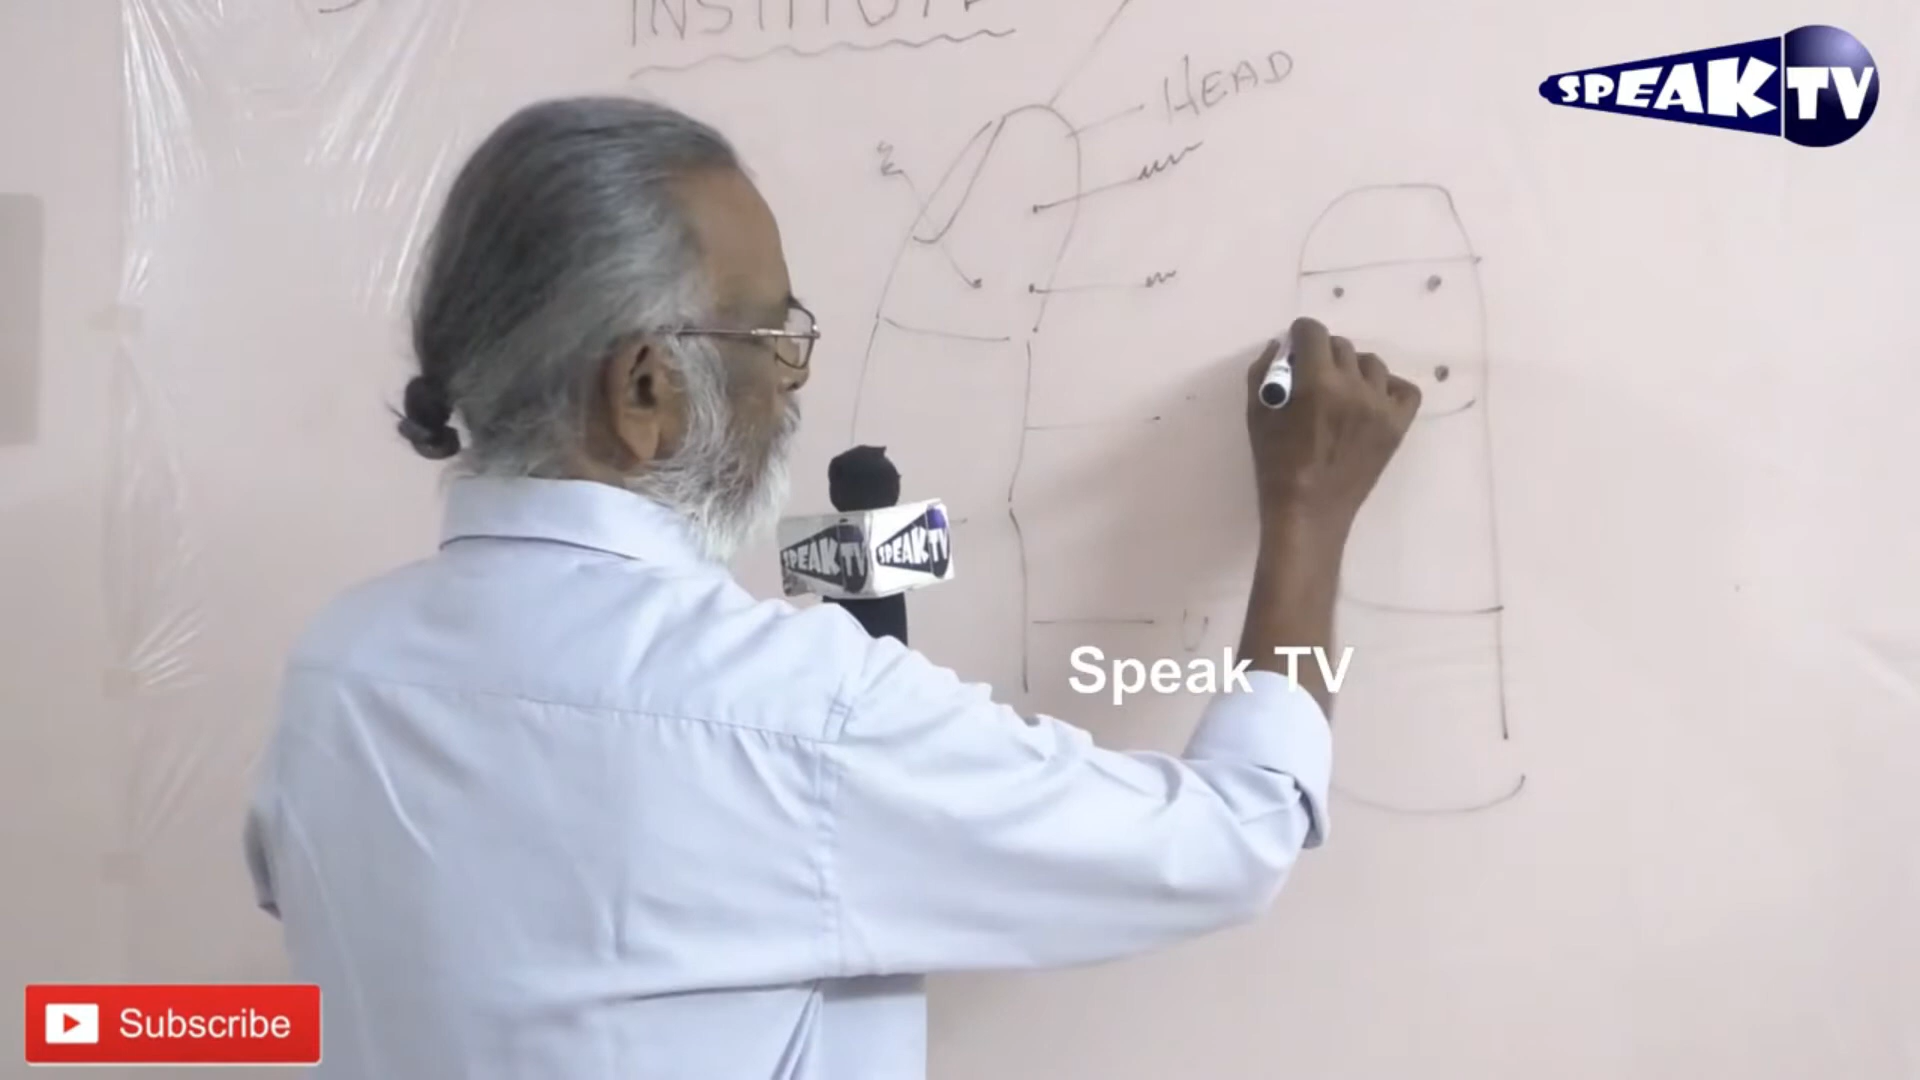 INSTITUTE
HEAD
SPEAK TV
SPEAK TV SPEAK TV
Speak TV
Subscribe